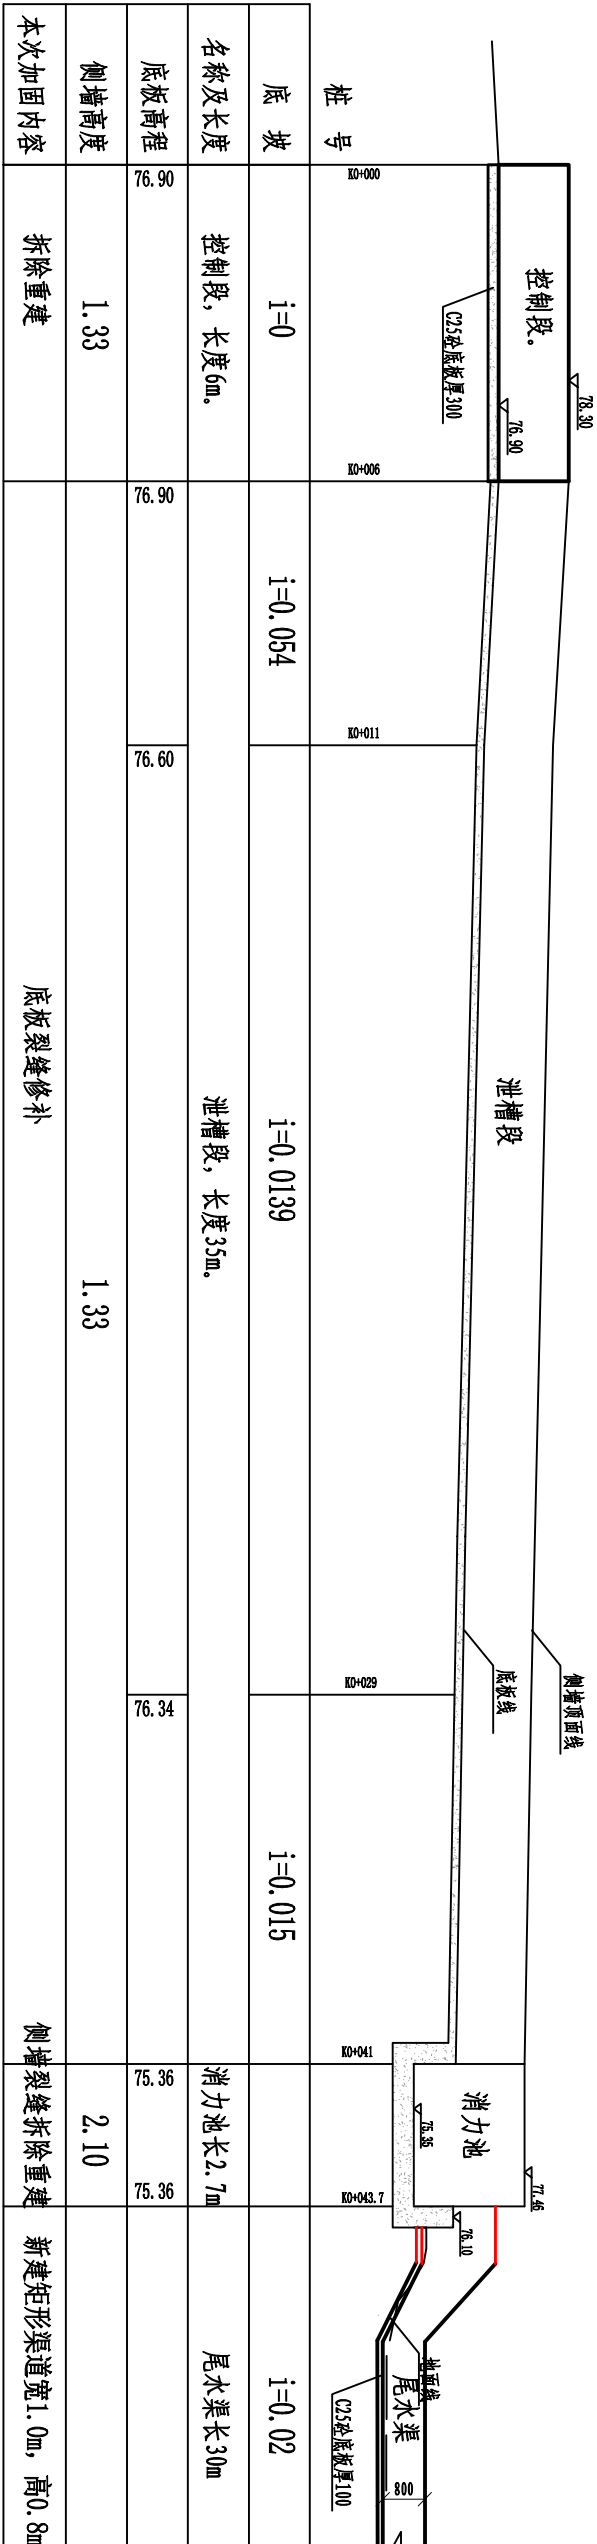 控制段。
78.30
76.90
C25砼底板厚300
泄槽段
侧墙顶面线
底板线
消力池
75.35
77.46
76.10
地面线
尾水渠
C25砼底板厚100
800
桩 号
K0+000
K0+006
K0+011
K0+029
K0+041
K0+043.7
底 坡
i=0
i=0.054
i=0.0139
i=0.015
i=0.02
名称及长度
控制段，长度6m。
泄槽段，长度35m。
消力池长2.7m
尾水渠长30m
底板高程
76.90
76.90
76.60
76.34
75.36
75.36
侧墙高度
1.33
1.33
2.10
本次加固内容
拆除重建
底板裂缝修补
侧墙裂缝拆除重建
新建矩形渠道宽1.0m，高0.8m